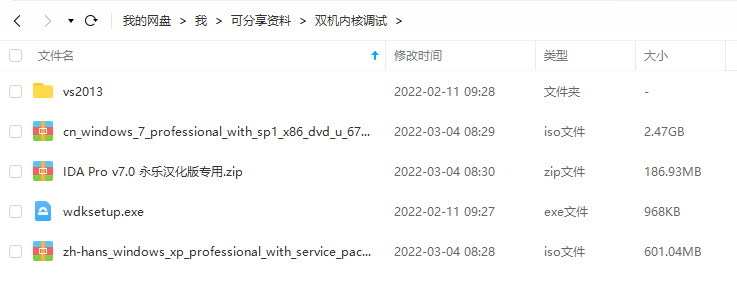 我的网盘 > 我 > 可分享资料 > 双机内核调试 >
文件名 修改时间 类型 大小
vs2013 2022-02-11 09:28 文件夹 -
cn_windows_7_professional_with_sp1_x86_dvd_u_67... 2022-03-04 08:29 iso文件 2.47GB
IDA Pro v7.0 永乐汉化版专用.zip 2022-03-04 08:30 zip文件 186.93MB
wdksetup.exe 2022-02-11 09:27 exe文件 968KB
zh-hans_windows_xp_professional_with_service_pac... 2022-03-04 08:28 iso文件 601.04MB